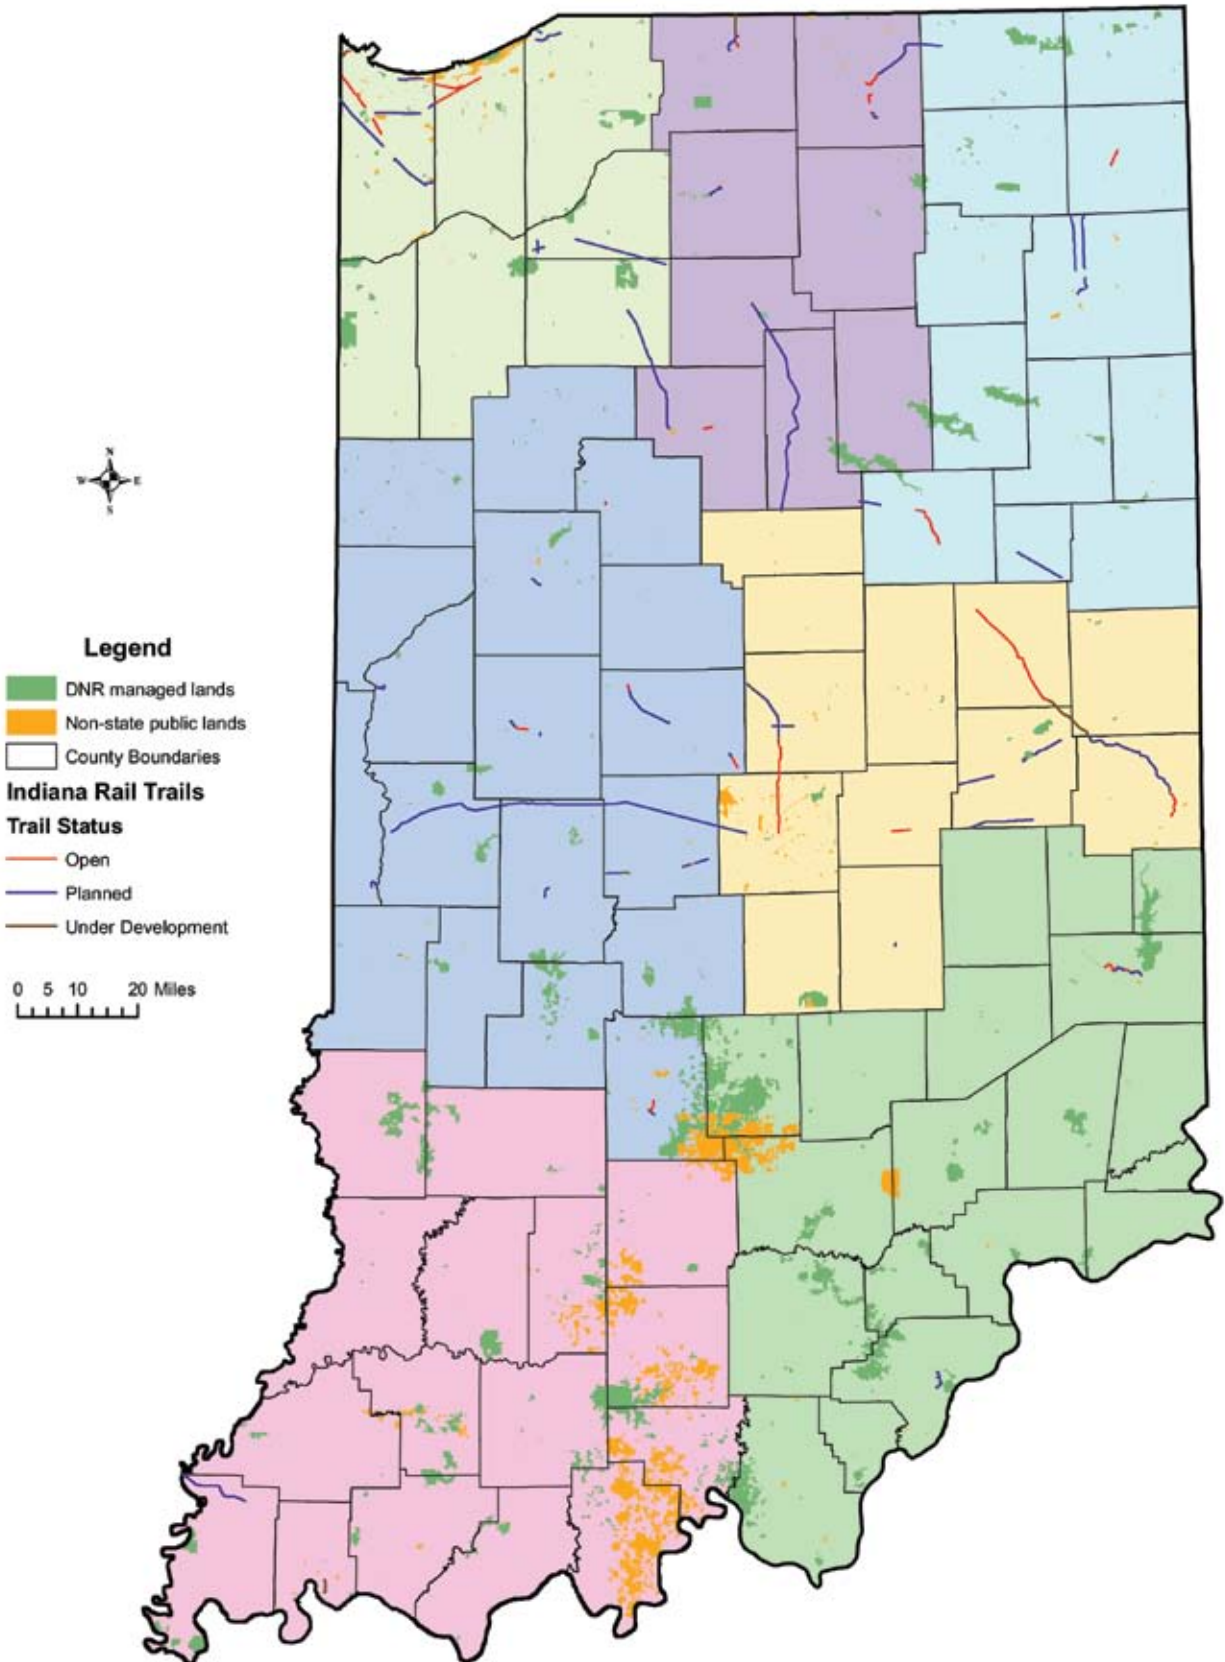 N
W E
S
Legend
DNR managed lands
Non-state public lands
County Boundaries
Indiana Rail Trails
Trail Status
Open
Planned
Under Development
0 5 10 20 Miles